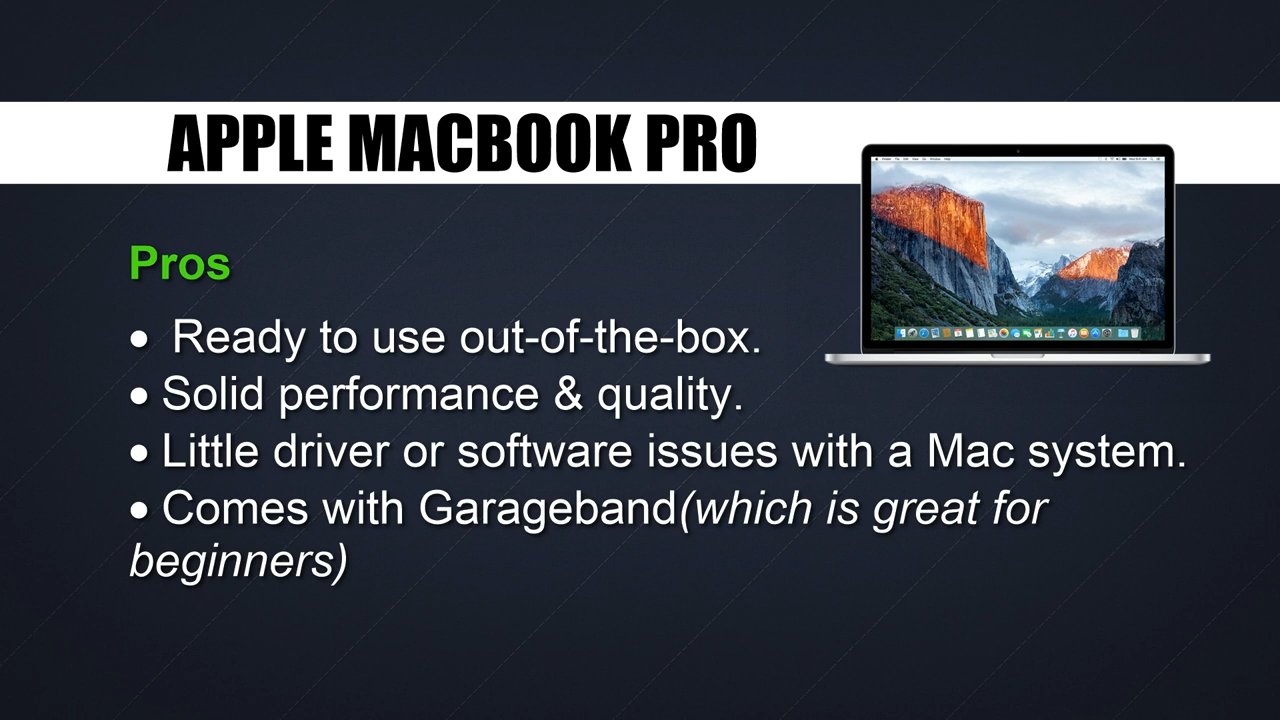 APPLE MACBOOK PRO
Pros
• Ready to use out-of-the-box.
• Solid performance & quality.
• Little driver or software issues with a Mac system.
• Comes with Garageband(which is great for
beginners)